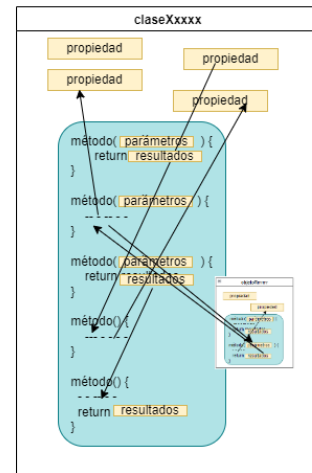 claseXxxxx
propiedad
propiedad
propiedad
propiedad
método( parámetros ) {
return resultados
}
método( parámetros ) {
- - - - -
}
método( parámetros ) {
return resultados
}
método() {
- - - - -
}
método() {
- - - - -
return resultados
}
propiedad
propiedad